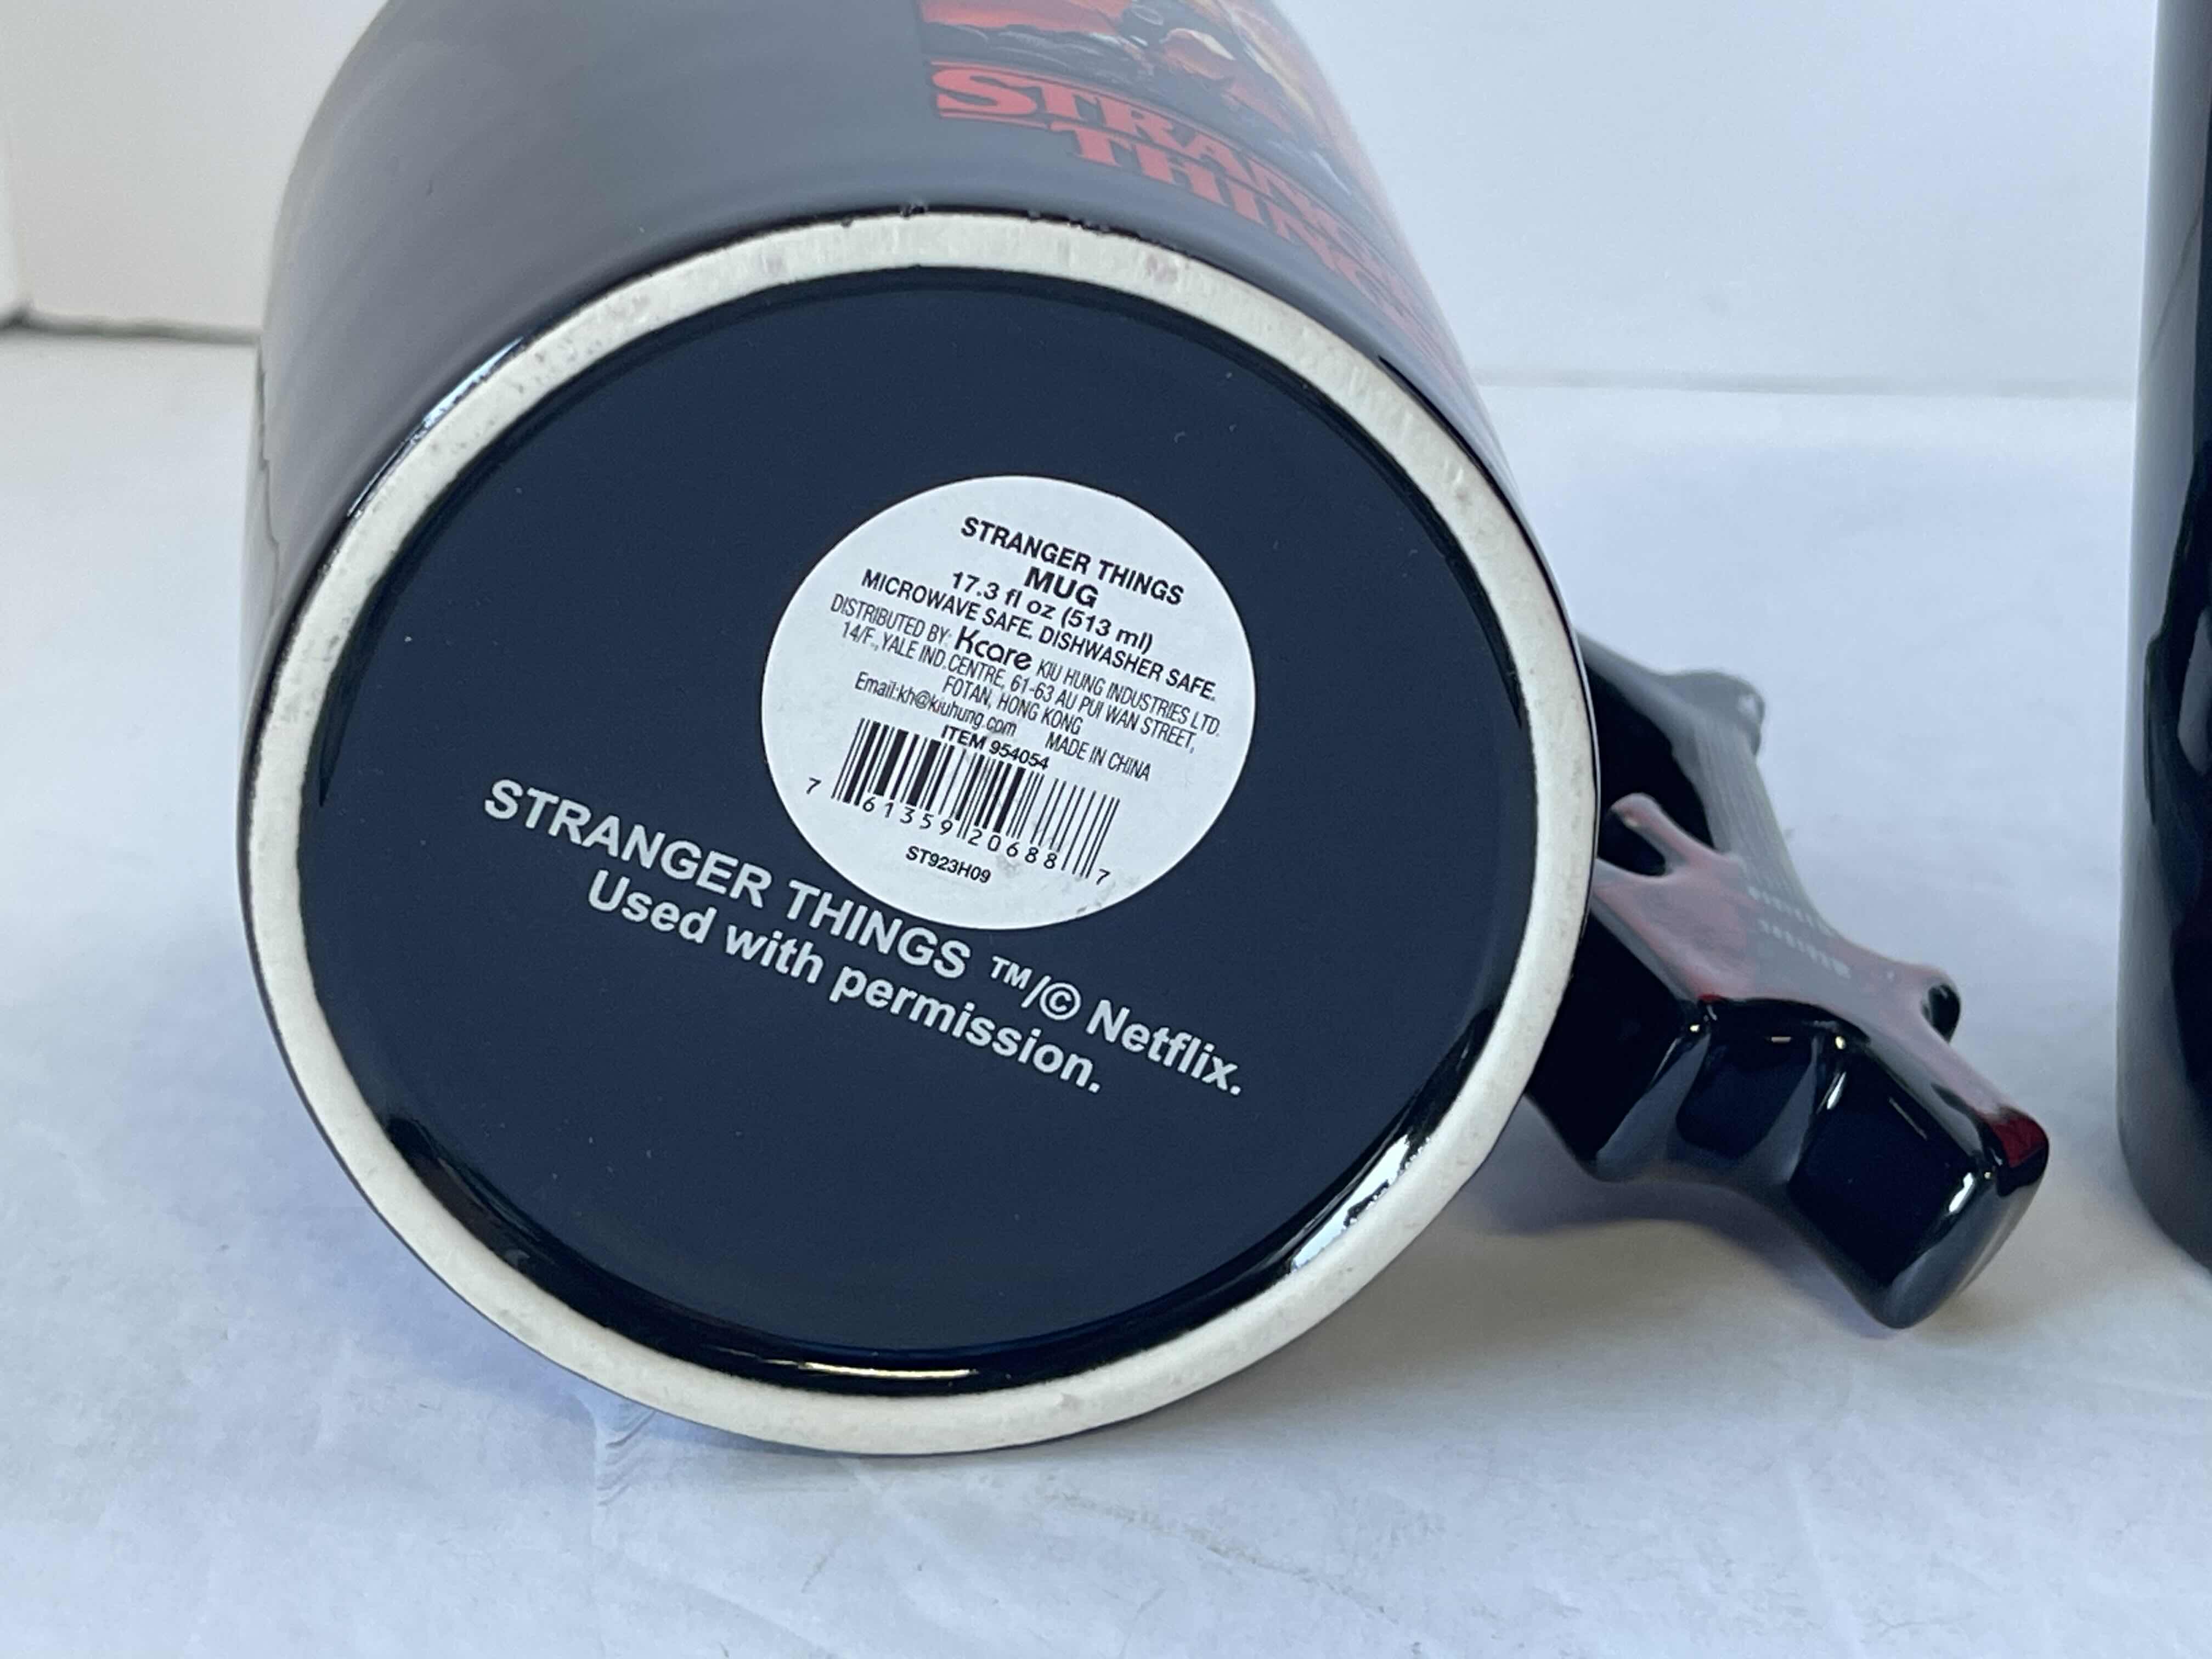 STRANGER
THINGS
STRANGER THINGS
MUG
17.3 fl oz (513 ml)
MICROWAVE SAFE. DISHWASHER SAFE.
DISTRIBUTED BY: Kcare KIU HUNG INDUSTRIES LTD.
14/F., YALE IND.CENTRE, 61-63 AU PUI WAN STREET,
FOTAN, HONG KONG
Email:kh@kiuhung.com MADE IN CHINA
ITEM 954054
7 61359 20688 7
ST923H09
STRANGER THINGS ™/© Netflix.
Used with permission.